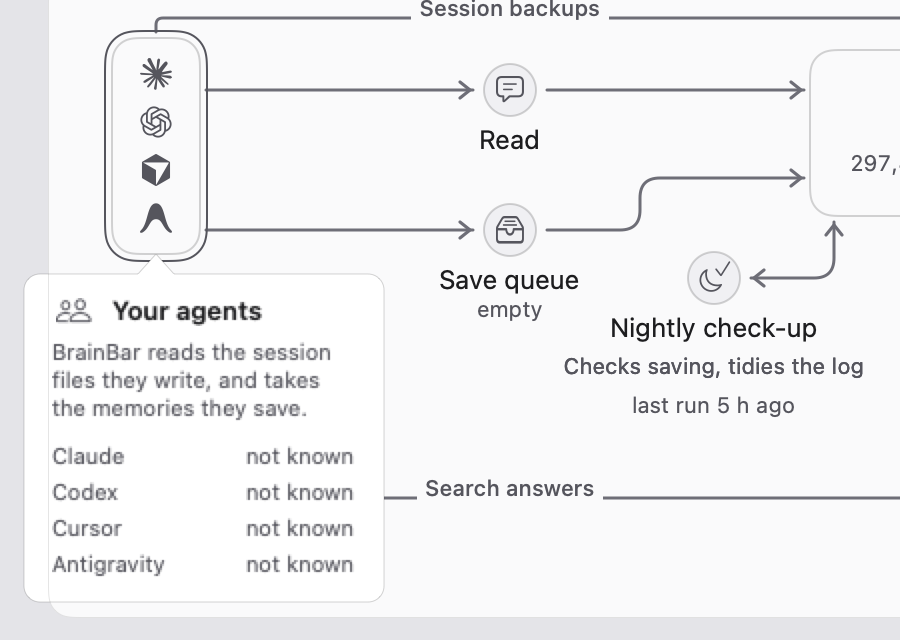 Session backups
Read
297,
Save queue
empty
Nightly check-up
Checks saving, tidies the log
last run 5 h ago
Your agents
BrainBar reads the session
files they write, and takes
the memories they save.
Claude not known
Codex not known
Cursor not known
Antigravity not known
Search answers